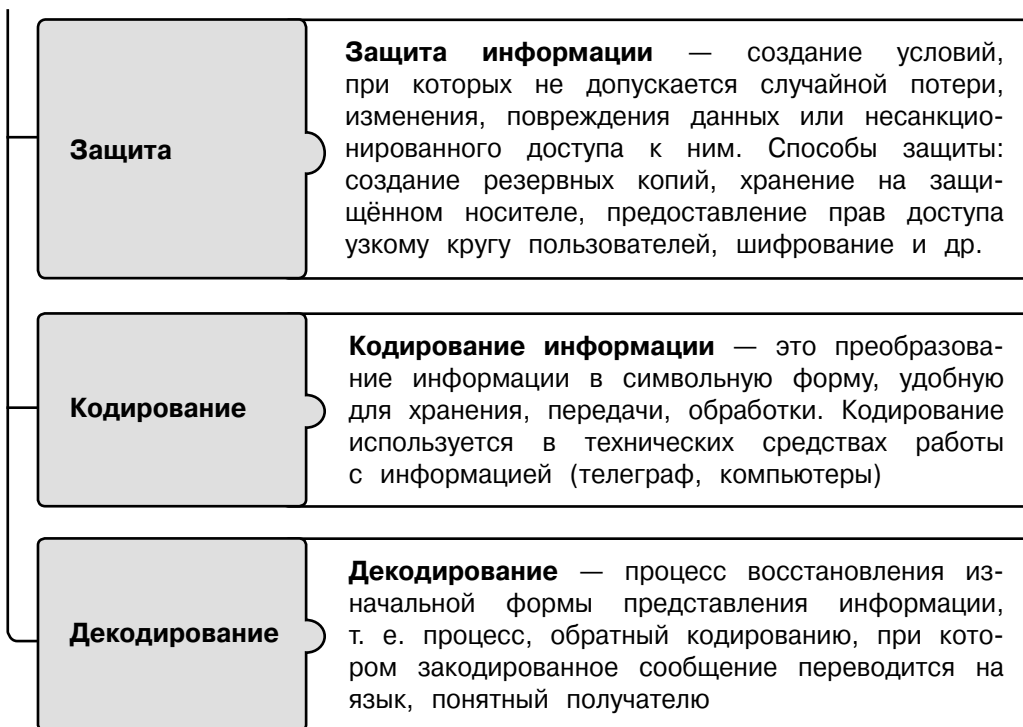 Защита
Защита информации — создание условий,
при которых не допускается случайной потери,
изменения, повреждения данных или несанкцио-
нированного доступа к ним. Способы защиты:
создание резервных копий, хранение на защи-
щённом носителе, предоставление прав доступа
узкому кругу пользователей, шифрование и др.
Кодирование
Кодирование информации — это преобразова-
ние информации в символьную форму, удобную
для хранения, передачи, обработки. Кодирование
используется в технических средствах работы
с информацией (телеграф, компьютеры)
Декодирование
Декодирование — процесс восстановления из-
начальной формы представления информации,
т. е. процесс, обратный кодированию, при кото-
ром закодированное сообщение переводится на
язык, понятный получателю